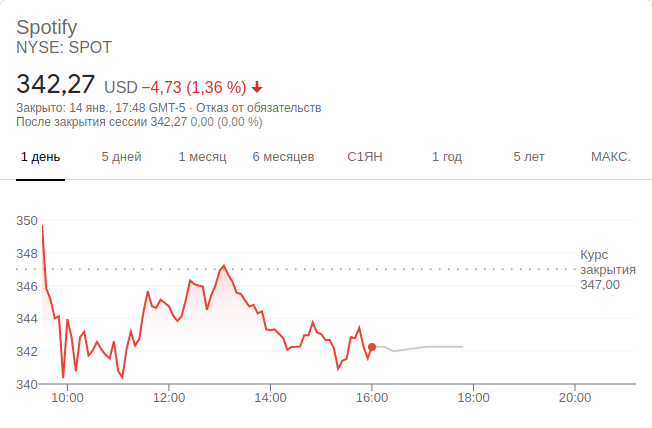 Spotify
NYSE: SPOT
342,27 USD −4,73 (1,36 %)
Закрыто: 14 янв., 17:48 GMT-5 · Отказ от обязательств
После закрытия сессии 342,27 0,00 (0,00 %)
1 день 5 дней 1 месяц 6 месяцев С1ЯН 1 год 5 лет МАКС.
350
348
346
344
342
340
Курс
закрытия
347,00
10:00 12:00 14:00 16:00 18:00 20:00